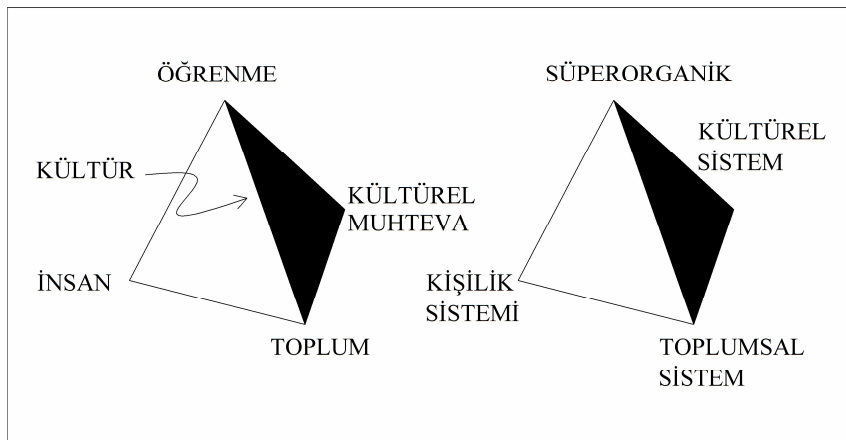 ÖĞRENME
KÜLTÜR
KÜLTÜREL
MUHTEVA
İNSAN
TOPLUM
SÜPERORGANİK
KÜLTÜREL
SİSTEM
KİŞİLİK
SİSTEMİ
TOPLUMSAL
SİSTEM